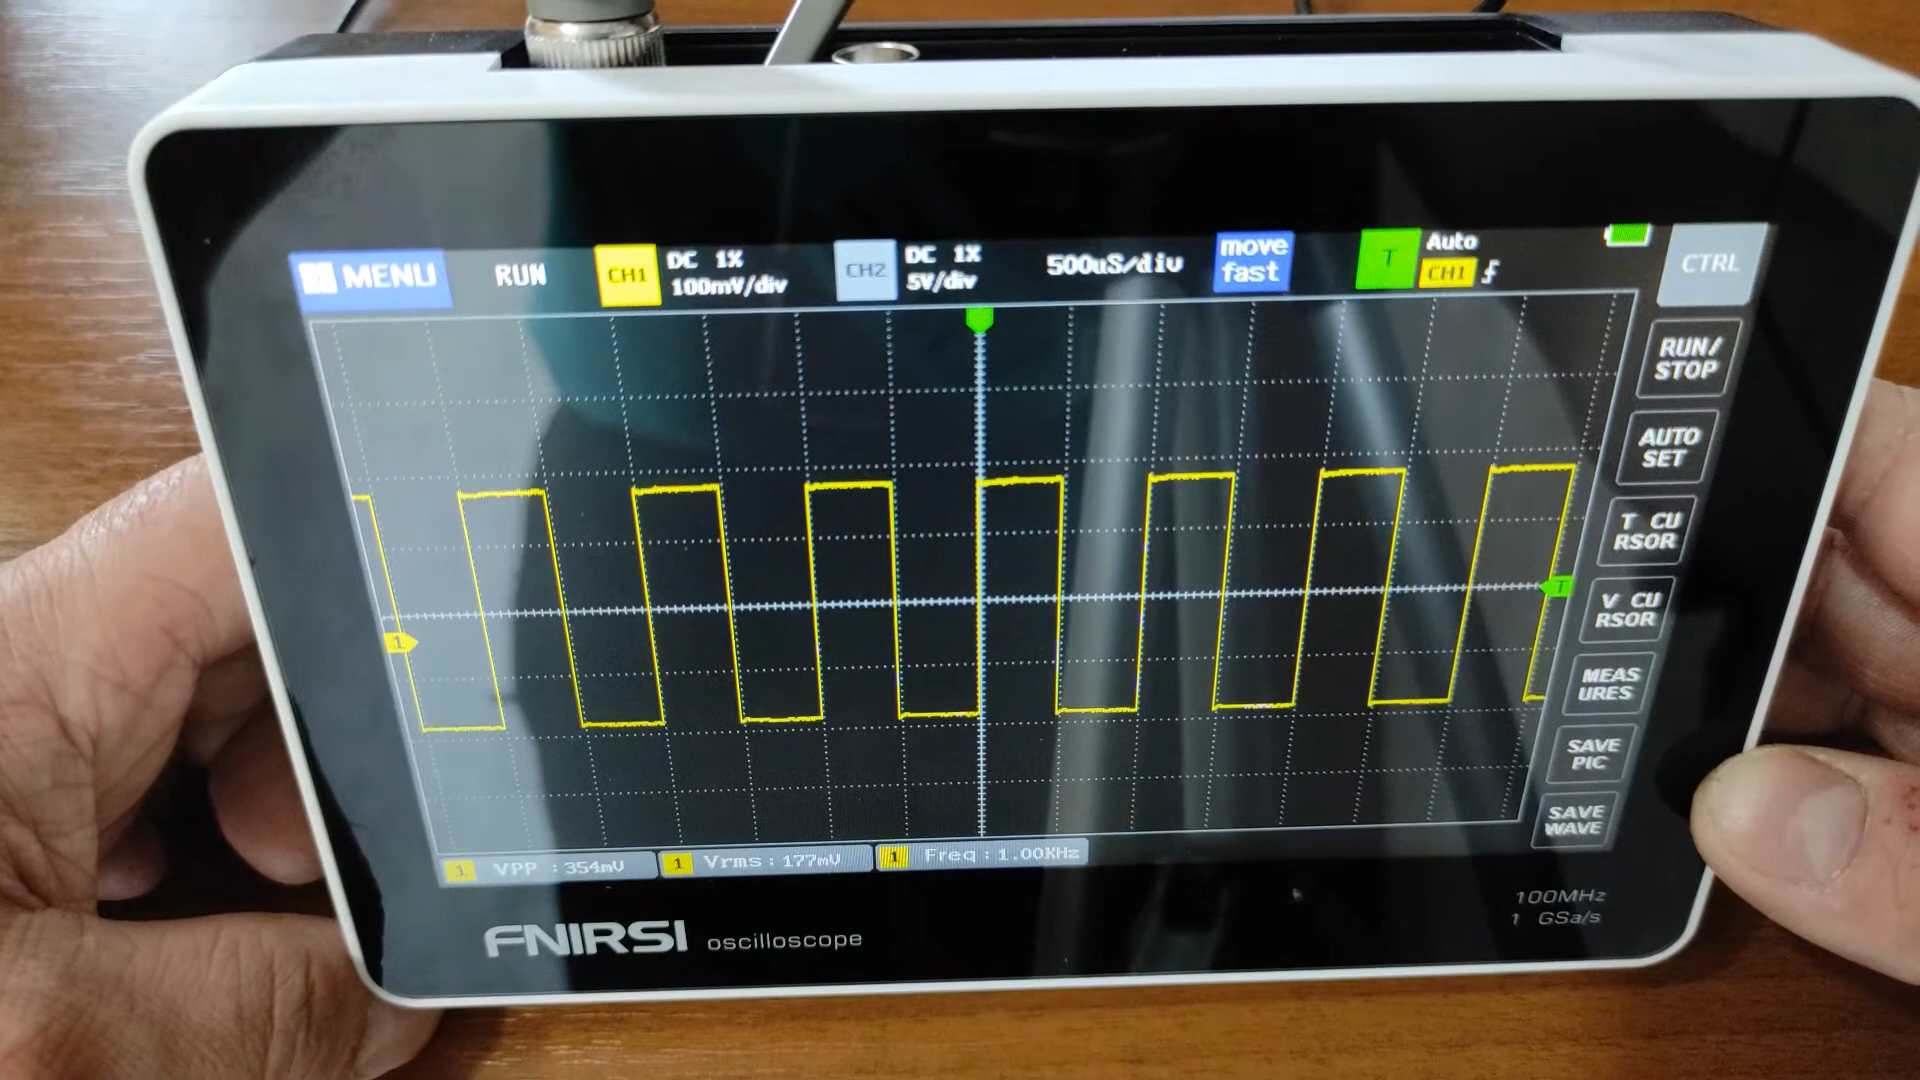 MENU RUN CH1 DC 1X CH2 DC 1X 500uS/div move T Auto CTRL
100mV/div 5V/div fast CH1
RUN/
STOP
AUTO
SET
T CU
RSOR
V CU
RSOR
MEAS
URES
SAVE
PIC
SAVE
WAVE
T
1
1 VPP : 354mV 1 Vrms : 177mV 1 Freq : 1.00KHz
FNIRSI oscilloscope
100MHz
1 GSa/s